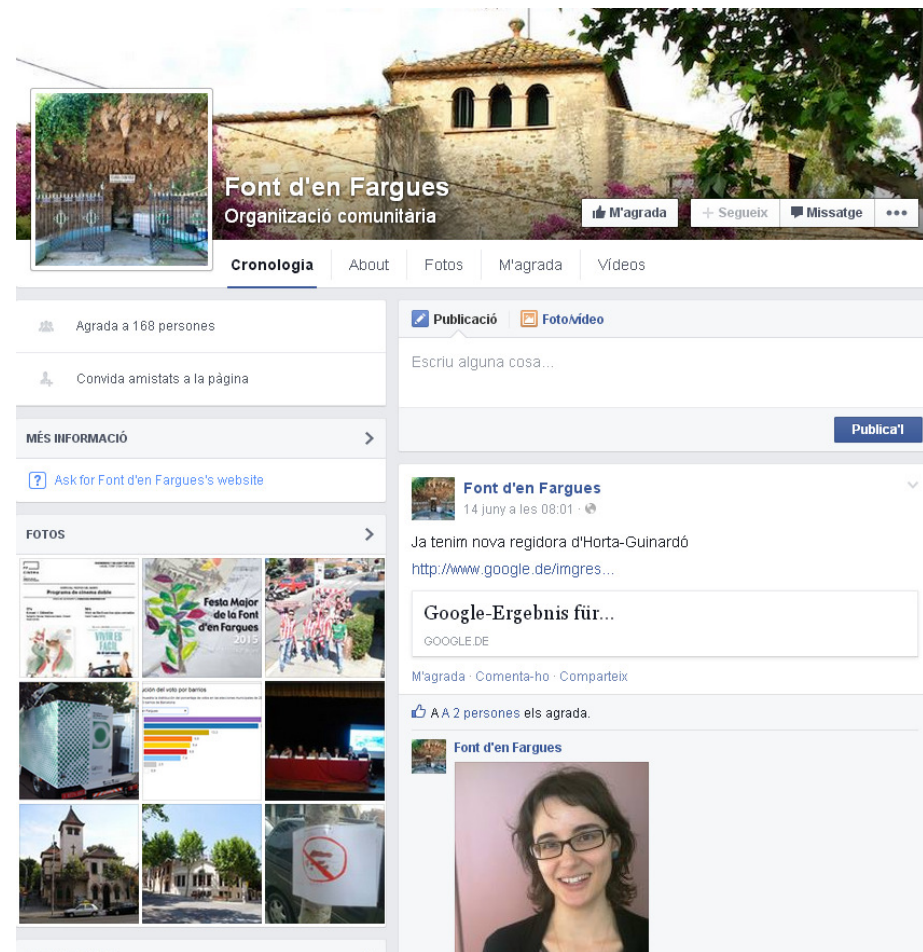 Font d'en Fargues
Organització comunitària
M'agrada
+ Segueix
Missatge
Cronologia
About
Fotos
M'agrada
Vídeos
Agrada a 168 persones
Convida amistats a la pàgina
MÉS INFORMACIÓ
? Ask for Font d'en Fargues's website
FOTOS
Programa de cinema doble
VIVIR ES
FÁCIL
Festa Major
de la Font
d'en Fargues
2015
Publicació
Foto/vídeo
Escriu alguna cosa...
Publica'l
Font d'en Fargues
14 juny a les 08:01 ·
Ja tenim nova regidora d'Horta-Guinardó
http://www.google.de/imgres...
Google-Ergebnis für...
GOOGLE.DE
M'agrada · Comenta-ho · Comparteix
A A 2 persones els agrada.
Font d'en Fargues